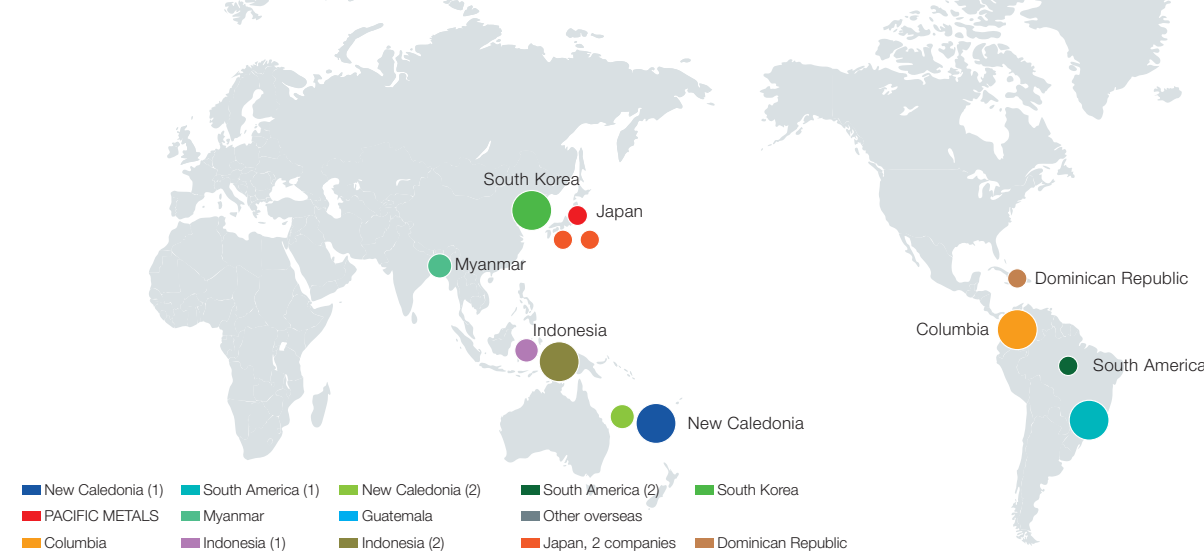 South Korea
Japan
Myanmar
Dominican Republic
Indonesia
Columbia
South America
New Caledonia
New Caledonia (1) South America (1) New Caledonia (2) South America (2) South Korea
PACIFIC METALS Myanmar Guatemala Other overseas
Columbia Indonesia (1) Indonesia (2) Japan, 2 companies Dominican Republic